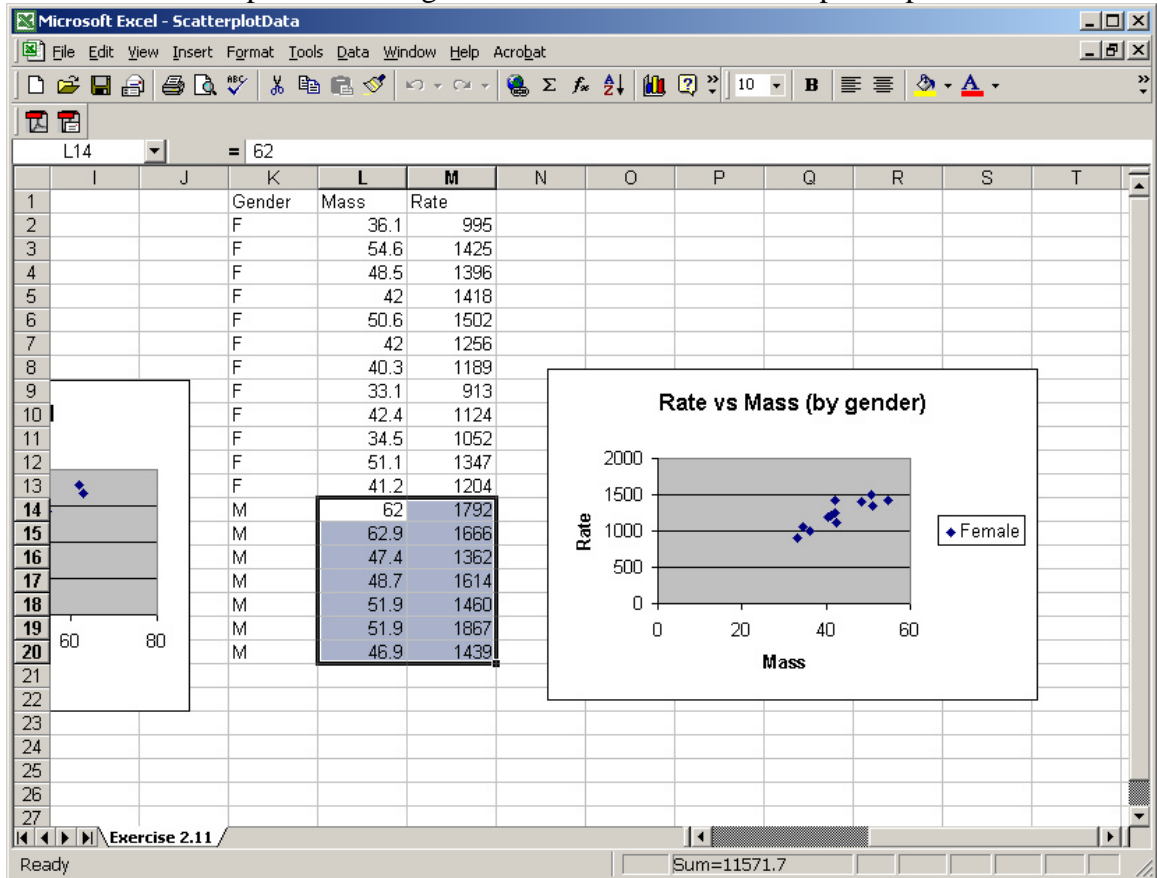 Microsoft Excel - ScatterplotData
File Edit View Insert Format Tools Data Window Help Acrobat
10 B A
L14 = 62
I J K L M N O P Q R S T
1 Gender Mass Rate
2 F 36.1 995
3 F 54.6 1425
4 F 48.5 1396
5 F 42 1418
6 F 50.6 1502
7 F 42 1256
8 F 40.3 1189
9 F 33.1 913
10 F 42.4 1124
11 F 34.5 1052
12 F 51.1 1347
13 F 41.2 1204
14 M 62 1792
15 M 62.9 1666
16 M 47.4 1362
17 M 48.7 1614
18 M 51.9 1460
19 M 51.9 1867
20 M 46.9 1439
21
22
23
24
25
26
27
60 80
Rate vs Mass (by gender)
2000
1500
1000
500
0
Rate
0 20 40 60
Mass
Female
Exercise 2.11
Ready Sum=11571.7